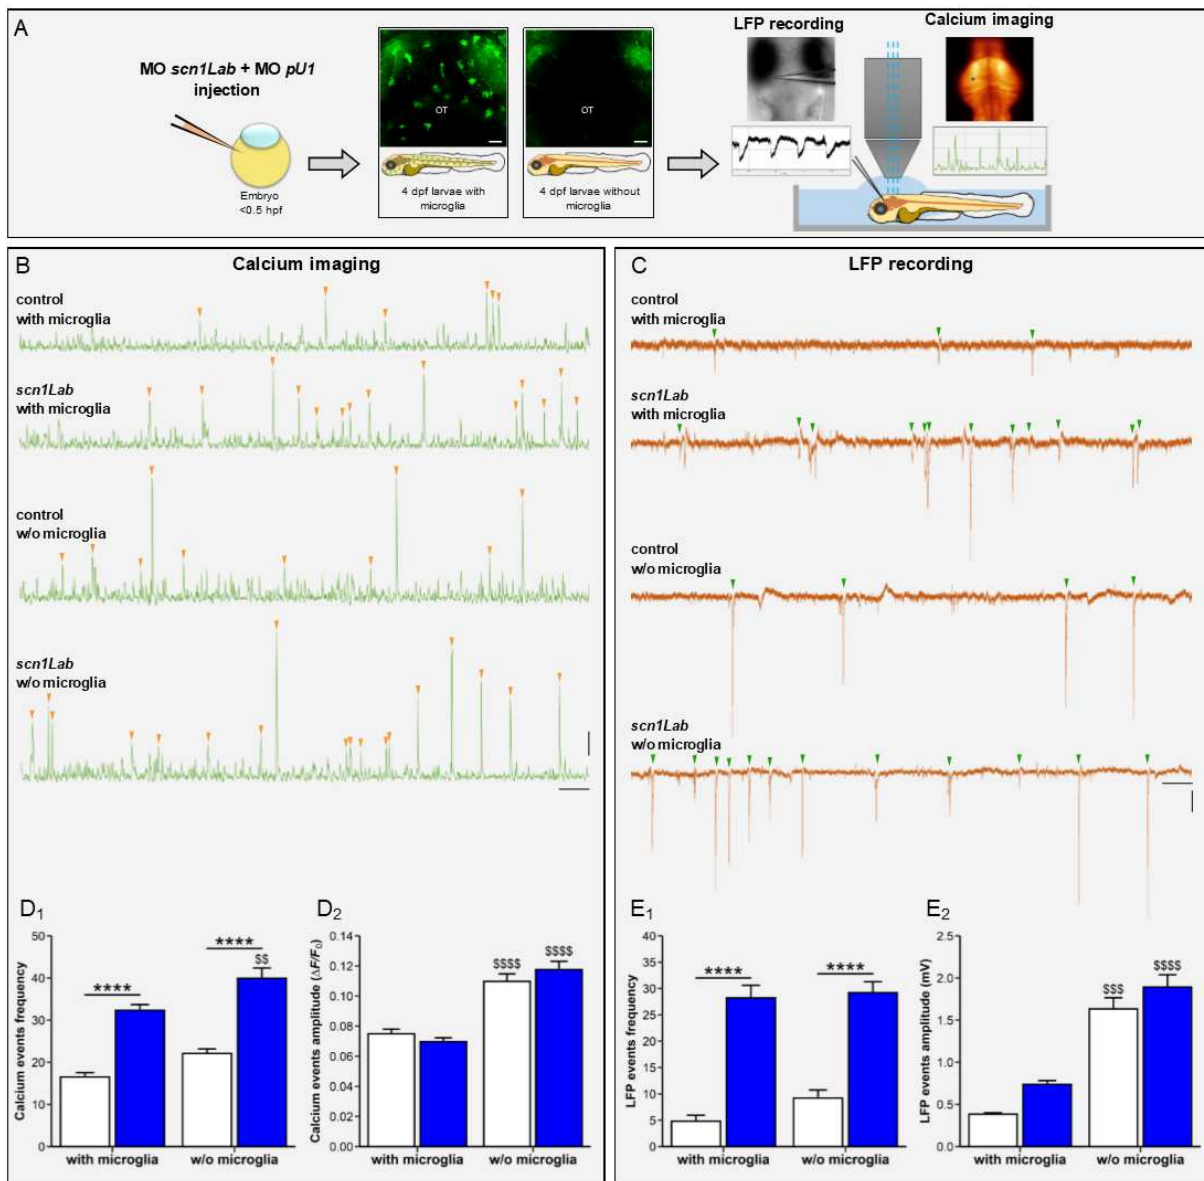 A
MO scn1Lab + MO pU1
injection
Embryo
<0.5 hpf
OT
4 dpf larvae with
microglia
OT
4 dpf larvae without
microglia
LFP recording
Calcium imaging
B
Calcium imaging
control
with microglia
scn1Lab
with microglia
control
w/o microglia
scn1Lab
w/o microglia
C
LFP recording
control
with microglia
scn1Lab
with microglia
control
w/o microglia
scn1Lab
w/o microglia
D1
Calcium events frequency
50
40
30
20
10
0
****
****
$$
with microglia
w/o microglia
D2
Calcium events amplitude (ΔF/F0)
0.14
0.12
0.10
0.08
0.06
0.04
0.02
0.00
$$$$
$$$$
with microglia
w/o microglia
E1
LFP events frequency
40
35
30
25
20
15
10
5
0
****
****
with microglia
w/o microglia
E2
LFP events amplitude (mV)
2.5
2.0
1.5
1.0
0.5
0.0
$$$
$$$$
with microglia
w/o microglia